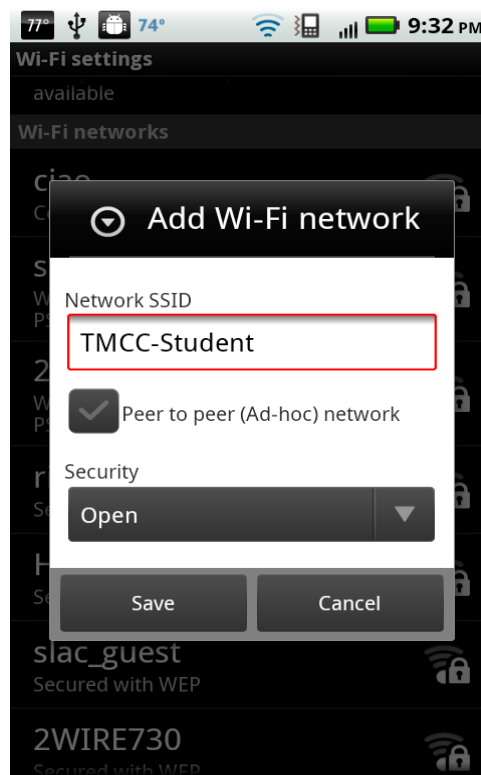 77° 74° 9:32 PM
Wi-Fi settings
available
Wi-Fi networks
ciao
Add Wi-Fi network
Network SSID
TMCC-Student
Peer to peer (Ad-hoc) network
Security
Open
Save Cancel
slac_guest
Secured with WEP
2WIRE730
Secured with WEP